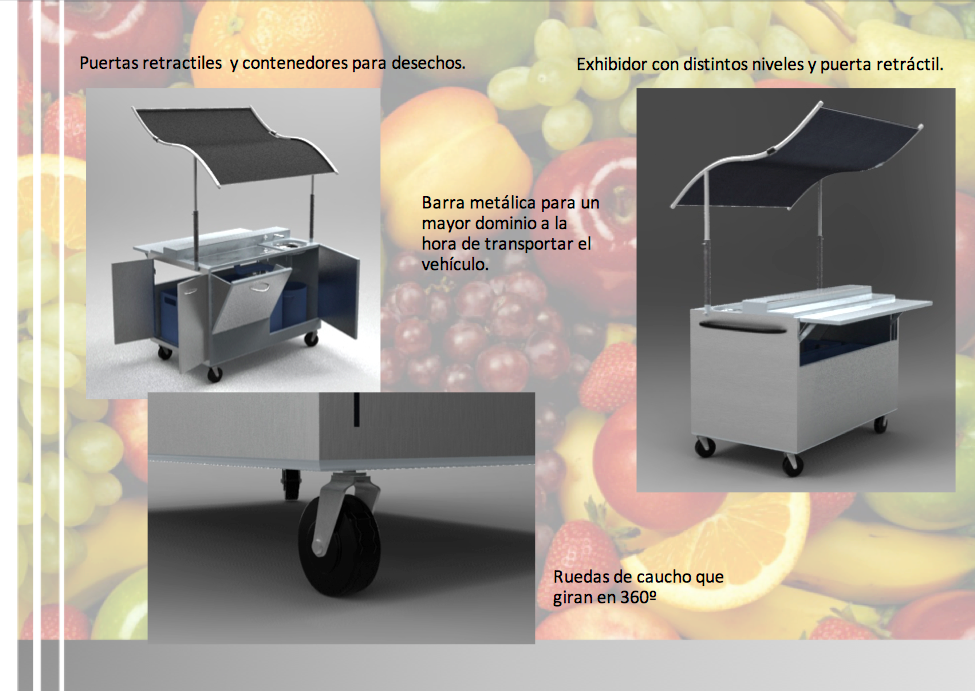 Puertas retractiles y contenedores para desechos.
Exhibidor con distintos niveles y puerta retráctil.
Barra metálica para un
mayor dominio a la
hora de transportar el
vehículo.
Ruedas de caucho que
giran en 360º